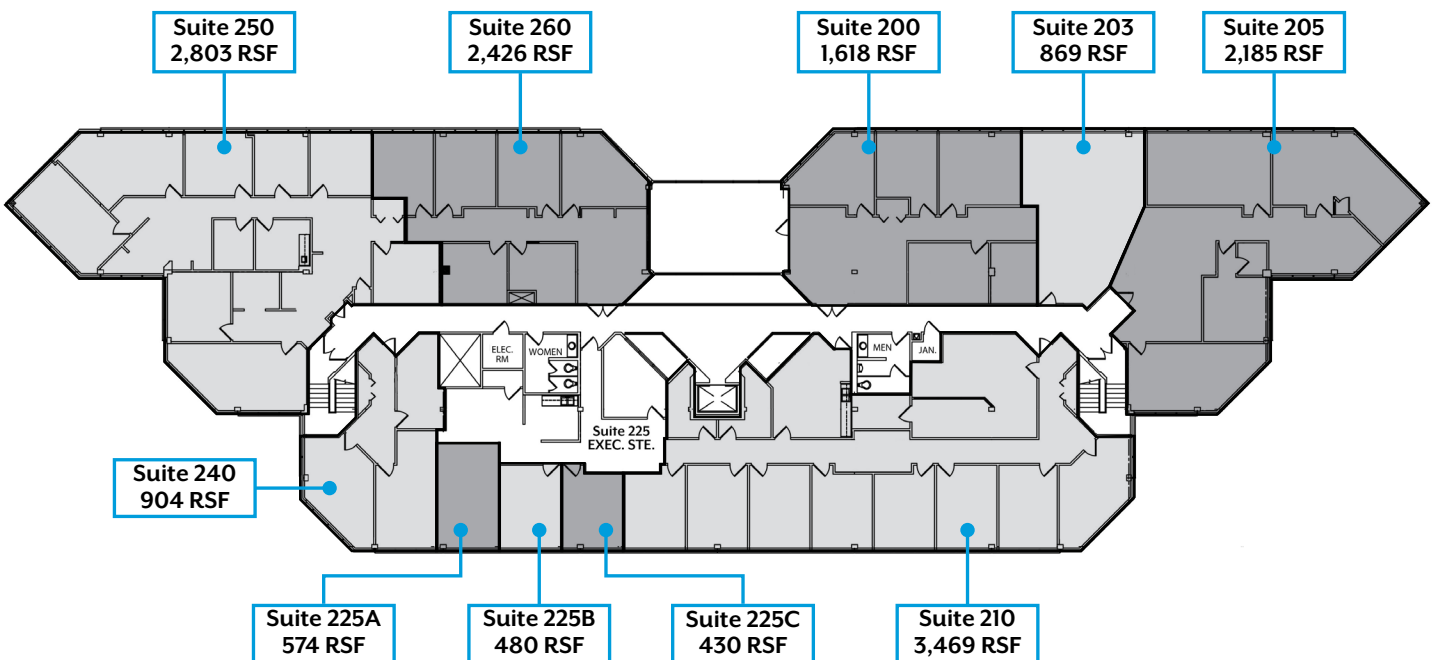 Suite 250
2,803 RSF
Suite 260
2,426 RSF
Suite 200
1,618 RSF
Suite 203
869 RSF
Suite 205
2,185 RSF
ELEC.
RM
WOMEN
MEN
JAN.
Suite 225
EXEC. STE.
Suite 240
904 RSF
Suite 225A
574 RSF
Suite 225B
480 RSF
Suite 225C
430 RSF
Suite 210
3,469 RSF